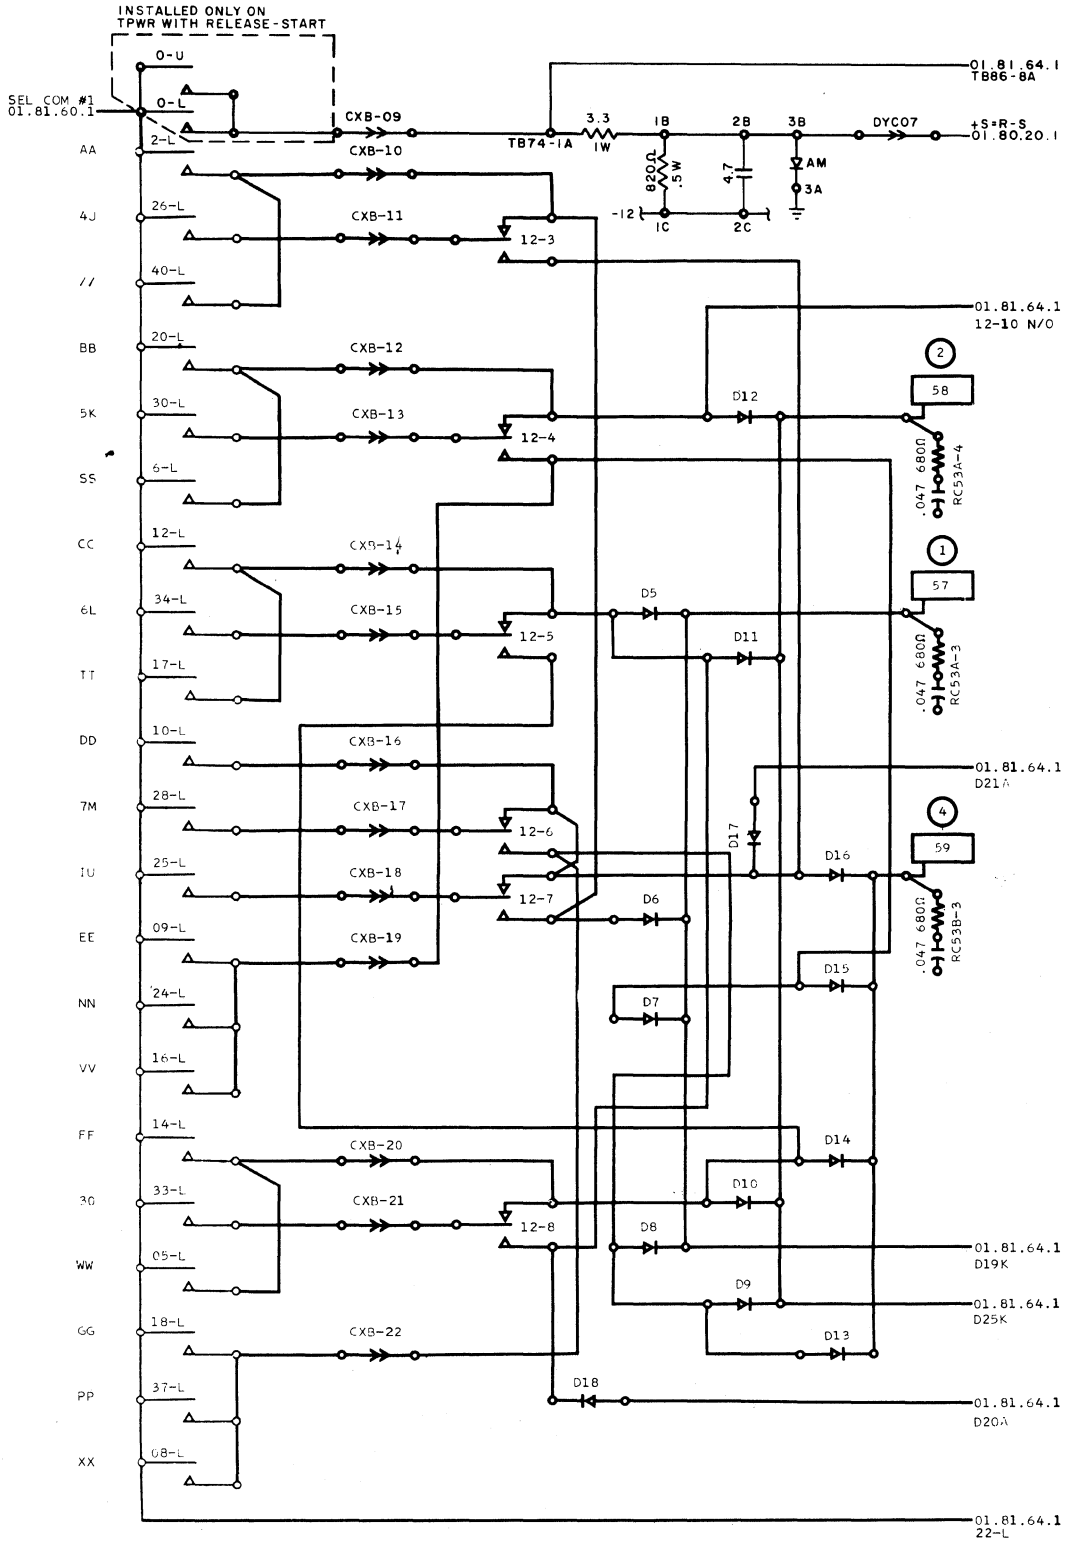 INSTALLED ONLY ON
TPWR WITH RELEASE-START
O-U
SEL COM #1
01.81.60.1
O-L
CXB-09
TB74-1A
3.3
1W
1B
2B
3B
DYC07
01.81.64.1
TB86-8A
+S=R-S
01.80.20.1
820Ω
.5W
4.7
AM
3A
-12
1C
2C
AA
2-L
CXB-10
4J
26-L
CXB-11
12-3
//
40-L
01.81.64.1
12-10 N/O
BB
20-L
CXB-12
2
58
D12
5K
30-L
CXB-13
12-4
.047 680Ω
RC53A-4
SS
6-L
CC
12-L
CXB-14
1
57
D5
6L
34-L
CXB-15
12-5
D11
.047 680Ω
RC53A-3
TT
17-L
DD
10-L
CXB-16
01.81.64.1
D21A
7M
28-L
CXB-17
12-6
D17
4
59
D16
IU
25-L
CXB-18
12-7
D6
.047 680Ω
RC53B-3
EE
09-L
CXB-19
D15
NN
24-L
D7
VV
16-L
FF
14-L
CXB-20
D14
30
33-L
CXB-21
12-8
D10
D8
WW
05-L
01.81.64.1
D19K
D9
01.81.64.1
D25K
GG
18-L
CXB-22
D13
PP
37-L
D18
01.81.64.1
D20A
XX
08-L
01.81.64.1
22-L